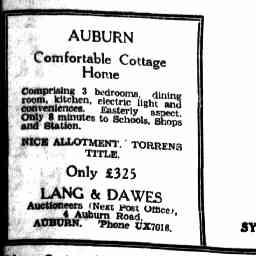 AUBURN
Comfortable Cottage
Home
Comprising 3 bedrooms, dining
room, kitchen, electric light and
conveniences. Easterly aspect.
Only 8 minutes to Schools, Shops
and Station.
NICE ALLOTMENT. TORRENS
TITLE.
Only £325
LANG & DAWES
Auctioneers (Next Post Office),
4 Auburn Road,
AUBURN. 'Phone UX7018.
SY